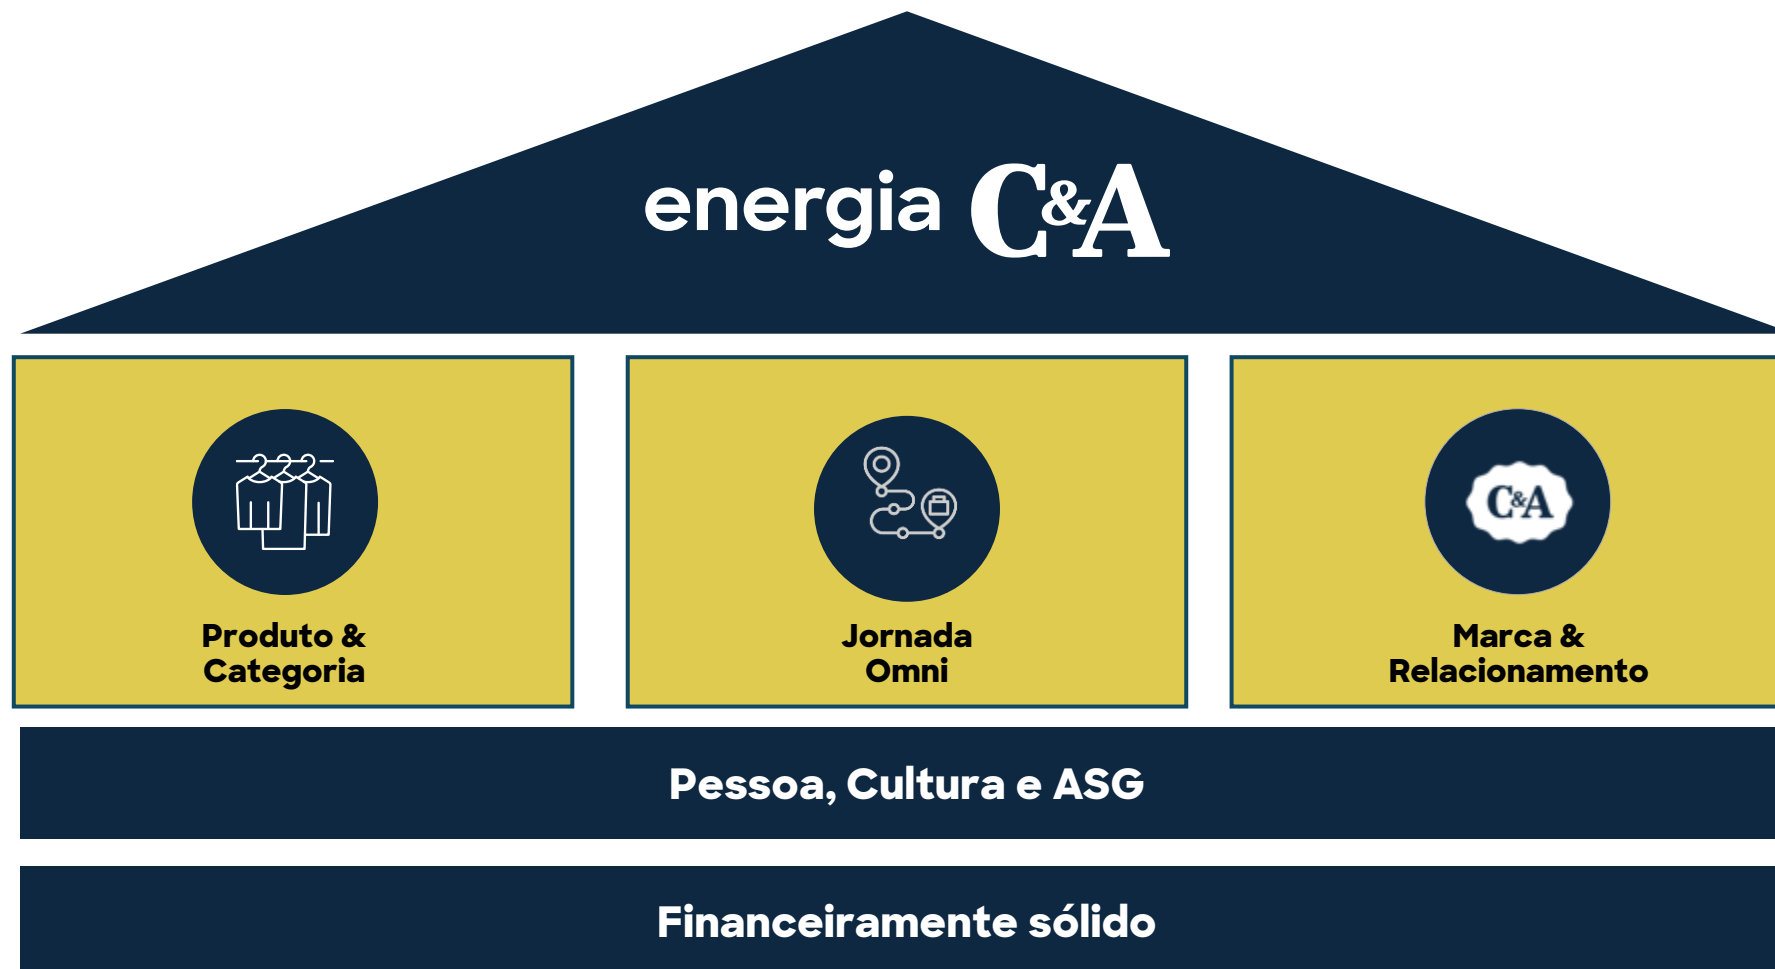 energia C&A
C&A
Produto &
Categoria
Jornada
Omni
Marca &
Relacionamento
Pessoa, Cultura e ASG
Financeiramente sólido